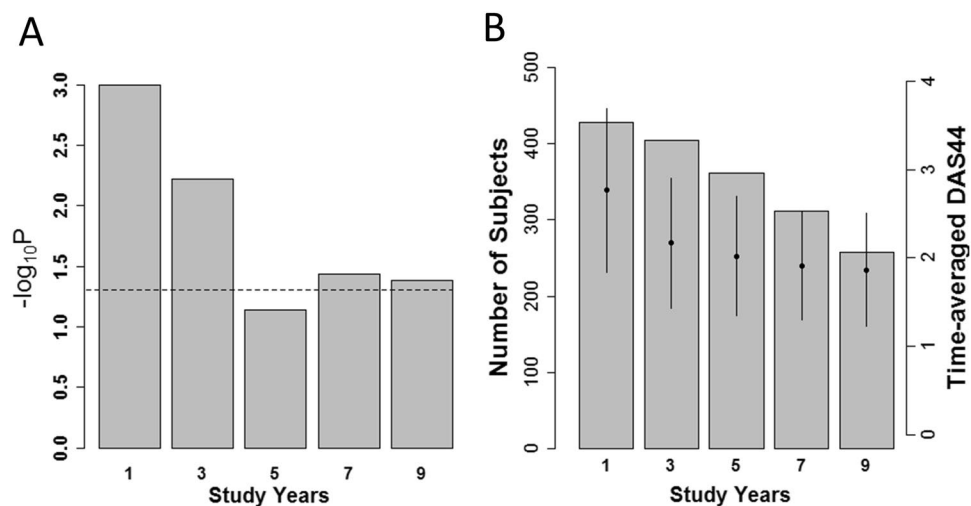 A
-log10P
3.0
2.5
2.0
1.5
1.0
0.5
0.0
1 3 5 7 9
Study Years
B
Number of Subjects
500
400
300
200
100
0
1 3 5 7 9
Study Years
4
3
2
1
0
Time-averaged DAS44